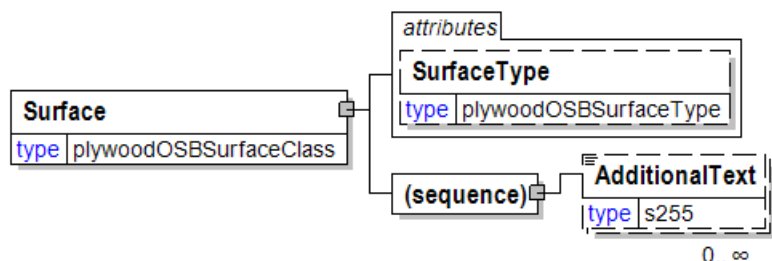 attributes
SurfaceType
type plywoodOSBSurfaceType
Surface
type plywoodOSBSurfaceClass
(sequence)
AdditionalText
type s255
0 ∞